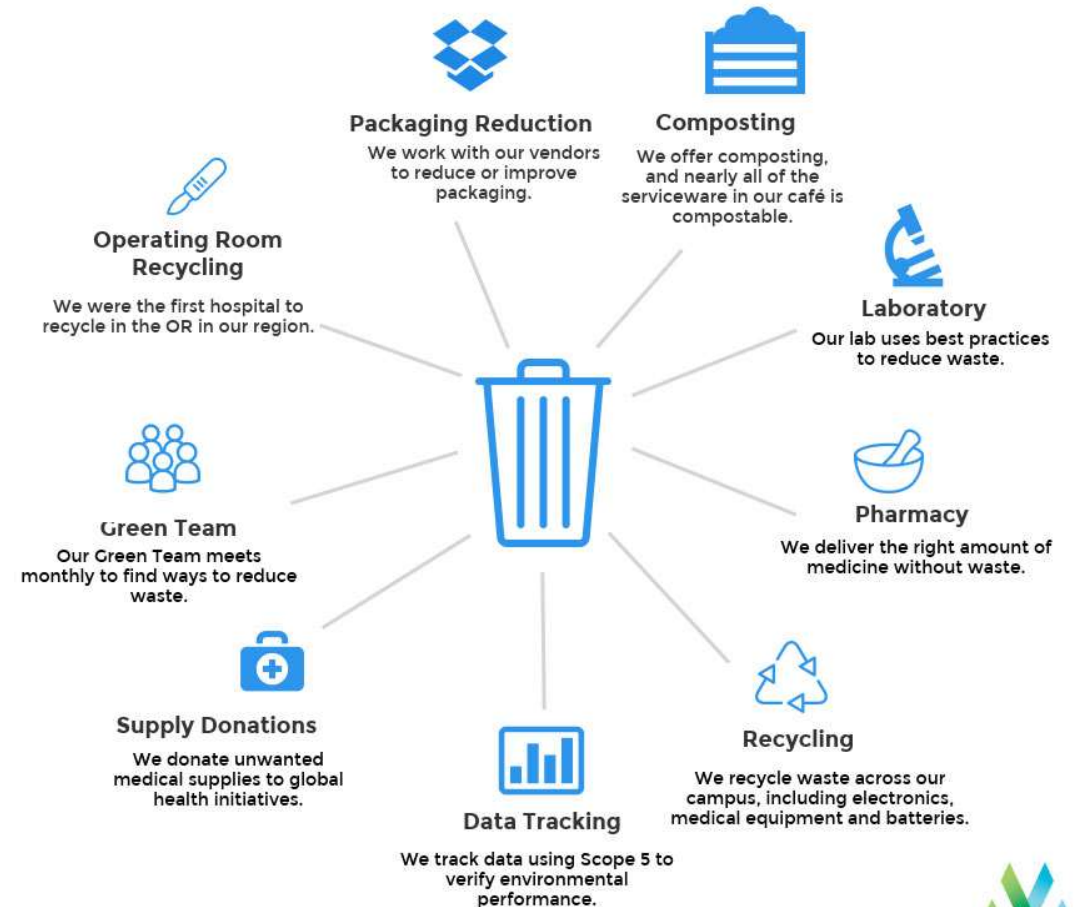 Packaging Reduction
We work with our vendors
to reduce or improve
packaging.
Composting
We offer composting,
and nearly all of the
serviceware in our café is
compostable.
Operating Room
Recycling
We were the first hospital to
recycle in the OR in our region.
Laboratory
Our lab uses best practices
to reduce waste.
Green Team
Our Green Team meets
monthly to find ways to reduce
waste.
Pharmacy
We deliver the right amount of
medicine without waste.
Supply Donations
We donate unwanted
medical supplies to global
health initiatives.
Data Tracking
We track data using Scope 5 to
verify environmental
performance.
Recycling
We recycle waste across our
campus, including electronics,
medical equipment and batteries.